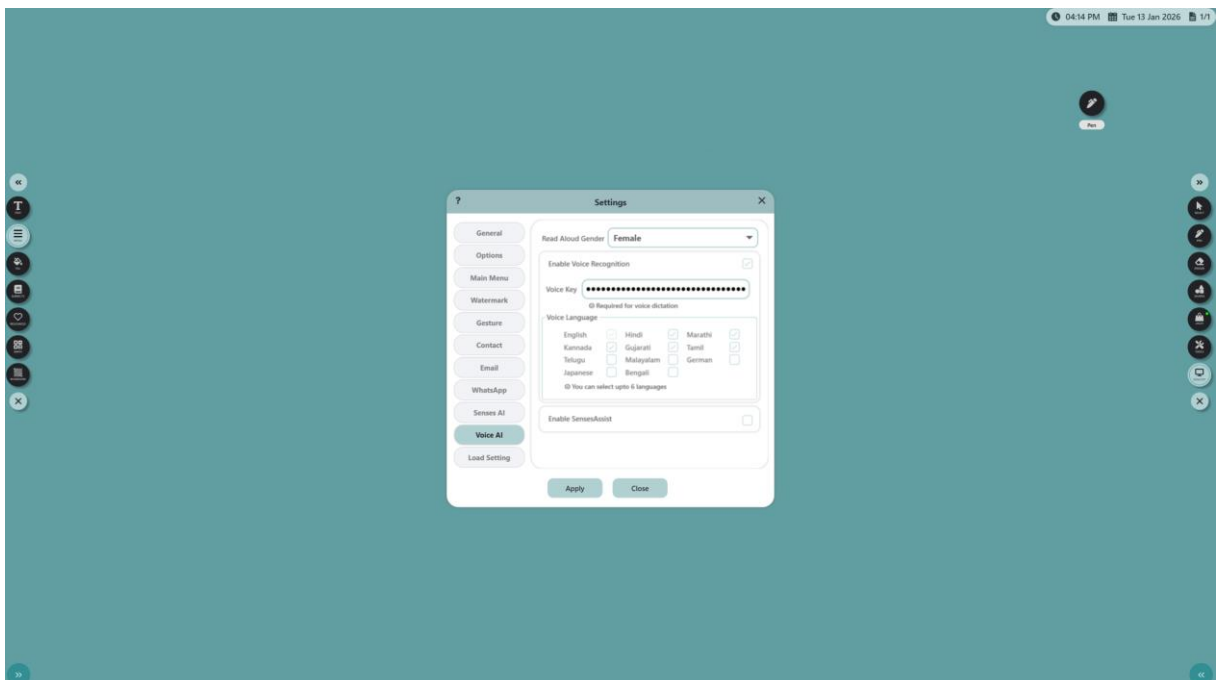 04:14 PM Tue 13 Jan 2026 1/1
Pen
? Settings
General
Options
Main Menu
Watermark
Gesture
Contact
Email
WhatsApp
Senses AI
Voice AI
Load Setting
Read Aloud Gender Female
Enable Voice Recognition
Voice Key
Required for voice dictation
Voice Language
English Hindi Marathi
Kannada Gujarati Tamil
Telugu Malayalam German
Japanese Bengali
You can select upto 6 languages
Enable SensesAssist
Apply Close